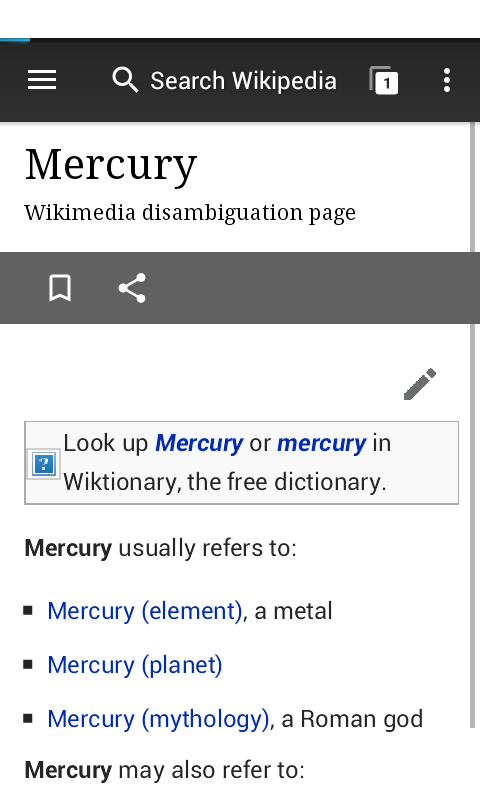 Search Wikipedia
1
Mercury
Wikimedia disambiguation page
Look up Mercury or mercury in
?
Wiktionary, the free dictionary.
Mercury usually refers to:
Mercury (element), a metal
Mercury (planet)
Mercury (mythology), a Roman god
Mercury may also refer to: